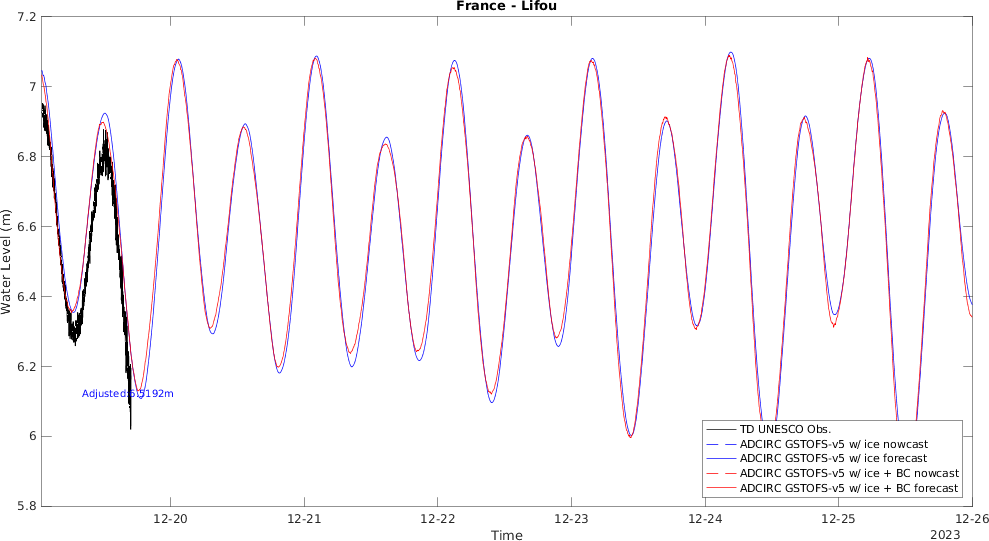 France - Lifou
7.2
7
6.8
6.6
6.4
6.2
6
5.8
Water Level (m)
Adjusted:6.5192m
TD UNESCO Obs.
ADCIRC GSTOFS-v5 w/ ice nowcast
ADCIRC GSTOFS-v5 w/ ice forecast
ADCIRC GSTOFS-v5 w/ ice + BC nowcast
ADCIRC GSTOFS-v5 w/ ice + BC forecast
12-20 12-21 12-22 12-23 12-24 12-25 12-26
Time
2023